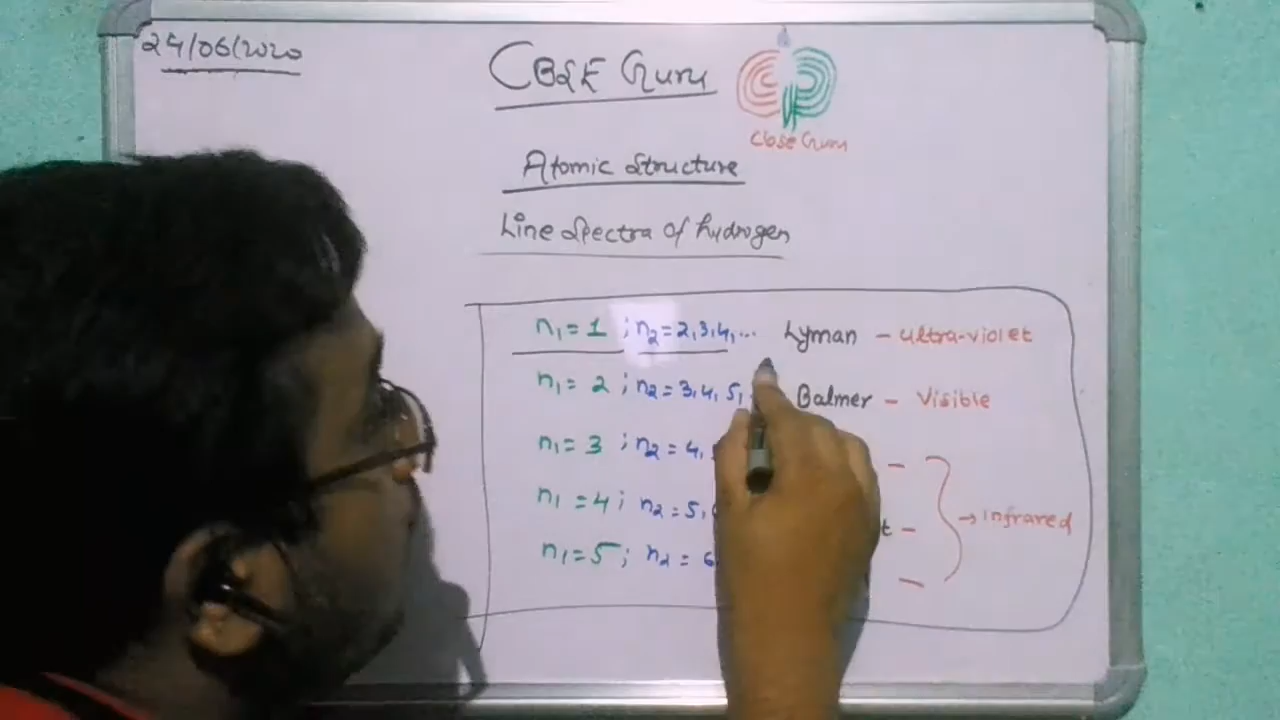 24/06/2020
CBSE Guru
Cbse Guru
Atomic Structure
Line Spectra of hydrogen
n₁ = 1 ; n₂ = 2, 3, 4, ... Lyman - Ultra-violet
n₁ = 2 ; n₂ = 3, 4, 5, Balmer - Visible
n₁ = 3 ; n₂ = 4, -
n₁ = 4 ; n₂ = 5, t -
→ infrared
n₁ = 5 ; n₂ = 6 -